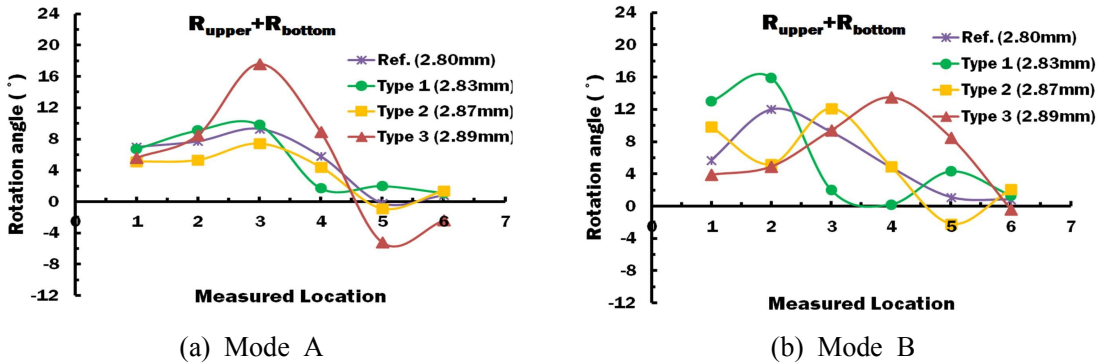 R_upper+R_bottom
24
20
16
12
8
4
0
-4
-8
-12
Rotation angle ( ° )
Ref. (2.80mm)
Type 1 (2.83mm)
Type 2 (2.87mm)
Type 3 (2.89mm)
0 1 2 3 4 5 6 7
Measured Location
(a) Mode A
R_upper+R_bottom
24
20
16
12
8
4
0
-4
-8
-12
Rotation angle ( ° )
Ref. (2.80mm)
Type 1 (2.83mm)
Type 2 (2.87mm)
Type 3 (2.89mm)
0 1 2 3 4 5 6 7
Measured Location
(b) Mode B